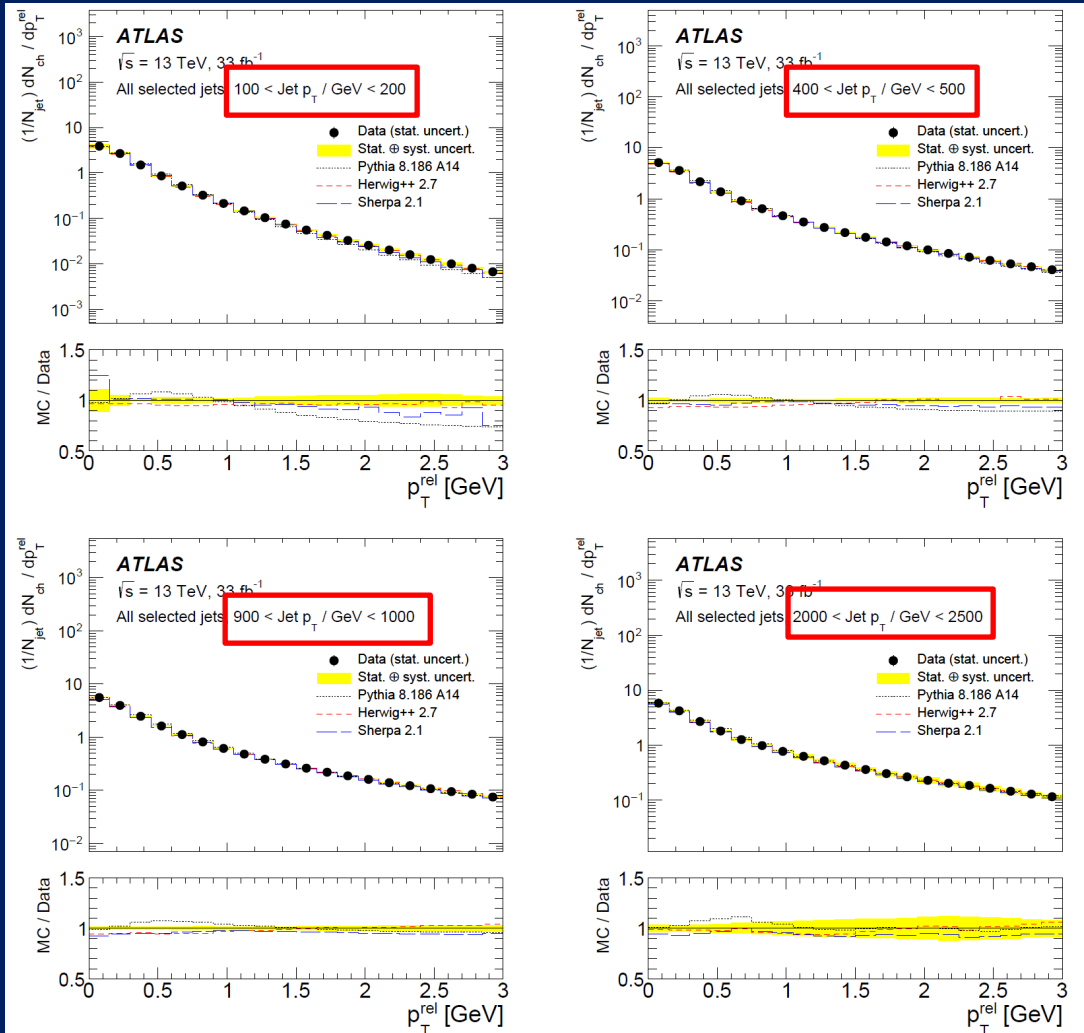 (1/N_jet) dN_ch / dp_T^rel
10³
10²
10
1
10⁻¹
10⁻²
10⁻³
ATLAS
√s = 13 TeV, 33 fb⁻¹
All selected jets 100 < Jet p_T / GeV < 200
Data (stat. uncert.)
Stat. ⊕ syst. uncert.
Pythia 8.186 A14
Herwig++ 2.7
Sherpa 2.1
MC / Data
1.5
1
0.5
0 0.5 1 1.5 2 2.5 3
p_T^rel [GeV]
(1/N_jet) dN_ch / dp_T^rel
10³
10²
10
1
10⁻¹
10⁻²
ATLAS
√s = 13 TeV, 33 fb⁻¹
All selected jets 400 < Jet p_T / GeV < 500
Data (stat. uncert.)
Stat. ⊕ syst. uncert.
Pythia 8.186 A14
Herwig++ 2.7
Sherpa 2.1
MC / Data
1.5
1
0.5
0 0.5 1 1.5 2 2.5 3
p_T^rel [GeV]
(1/N_jet) dN_ch / dp_T^rel
10³
10²
10
1
10⁻¹
10⁻²
ATLAS
√s = 13 TeV, 33 fb⁻¹
All selected jets 900 < Jet p_T / GeV < 1000
Data (stat. uncert.)
Stat. ⊕ syst. uncert.
Pythia 8.186 A14
Herwig++ 2.7
Sherpa 2.1
MC / Data
1.5
1
0.5
0 0.5 1 1.5 2 2.5 3
p_T^rel [GeV]
(1/N_jet) dN_ch / dp_T^rel
10³
10²
10
1
10⁻¹
ATLAS
√s = 13 TeV, 33 fb⁻¹
All selected jets 2000 < Jet p_T / GeV < 2500
Data (stat. uncert.)
Stat. ⊕ syst. uncert.
Pythia 8.186 A14
Herwig++ 2.7
Sherpa 2.1
MC / Data
1.5
1
0.5
0 0.5 1 1.5 2 2.5 3
p_T^rel [GeV]